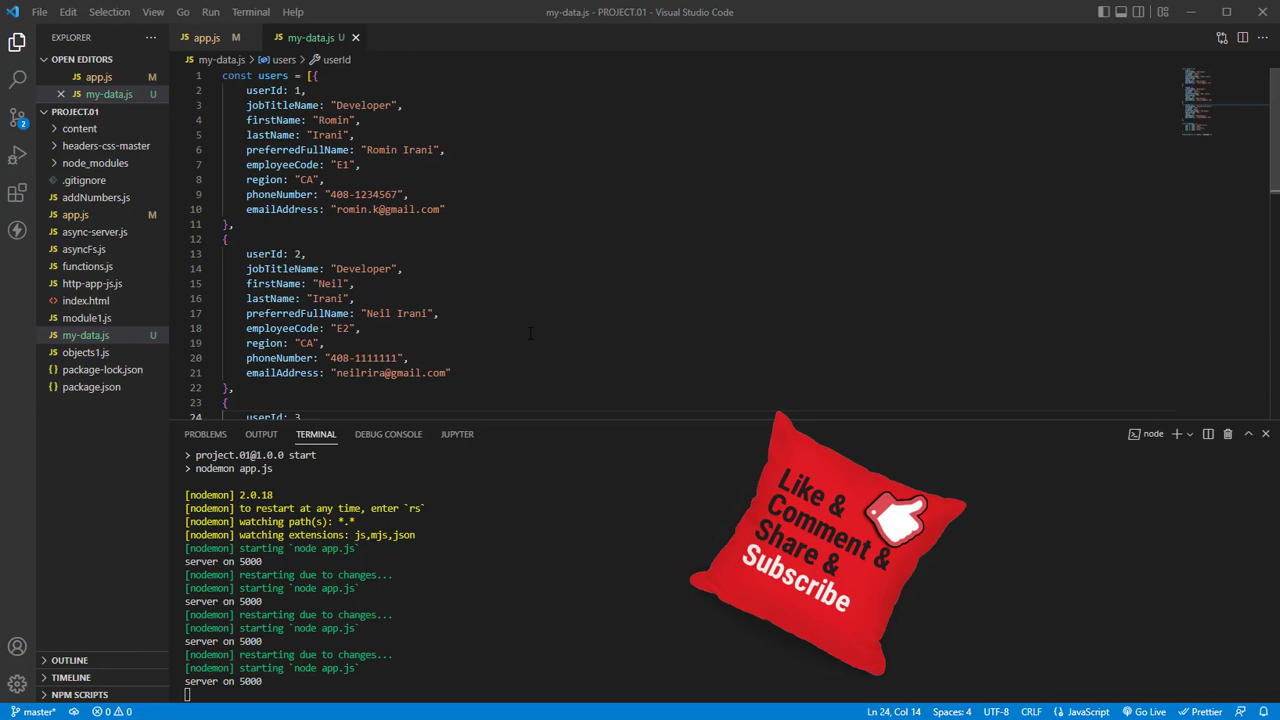 File Edit Selection View Go Run Terminal Help
my-data.js - PROJECT.01 - Visual Studio Code
EXPLORER
OPEN EDITORS
JS app.js M
JS my-data.js U
PROJECT.01
content
headers-css-master
node_modules
.gitignore
JS addNumbers.js
JS app.js M
JS async-server.js
JS asyncFs.js
JS functions.js
JS http-app-js.js
<> index.html
JS module1.js
JS my-data.js U
JS objects1.js
{} package-lock.json
{} package.json
OUTLINE
TIMELINE
NPM SCRIPTS
2
JS app.js M JS my-data.js U
JS my-data.js > users > userId
1 const users = [{
2 userId: 1,
3 jobTitleName: "Developer",
4 firstName: "Romin",
5 lastName: "Irani",
6 preferredFullName: "Romin Irani",
7 employeeCode: "E1",
8 region: "CA",
9 phoneNumber: "408-1234567",
10 emailAddress: "romin.k@gmail.com"
11 },
12 {
13 userId: 2,
14 jobTitleName: "Developer",
15 firstName: "Neil",
16 lastName: "Irani",
17 preferredFullName: "Neil Irani",
18 employeeCode: "E2",
19 region: "CA",
20 phoneNumber: "408-1111111",
21 emailAddress: "neilrira@gmail.com"
22 },
23 {
24 userId: 3
PROBLEMS OUTPUT TERMINAL DEBUG CONSOLE JUPYTER
node
> project.01@1.0.0 start
> nodemon app.js
[nodemon] 2.0.18
[nodemon] to restart at any time, enter `rs`
[nodemon] watching path(s): *.*
[nodemon] watching extensions: js,mjs,json
[nodemon] starting `node app.js`
server on 5000
[nodemon] restarting due to changes...
[nodemon] starting `node app.js`
server on 5000
[nodemon] restarting due to changes...
[nodemon] starting `node app.js`
server on 5000
[nodemon] restarting due to changes...
[nodemon] starting `node app.js`
server on 5000
Like &
Comment &
Share &
Subscribe
master* 0 0
Ln 24, Col 14 Spaces: 4 UTF-8 CRLF JavaScript Go Live Prettier